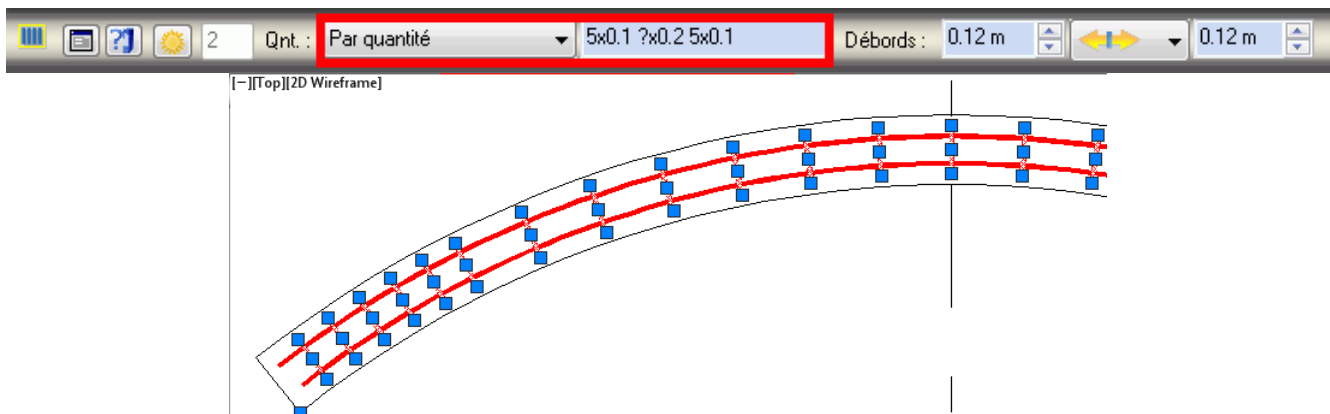 2 Qnt. : Par quantité 5x0.1 ?x0.2 5x0.1 Débords : 0.12 m 0.12 m
[−][Top][2D Wireframe]